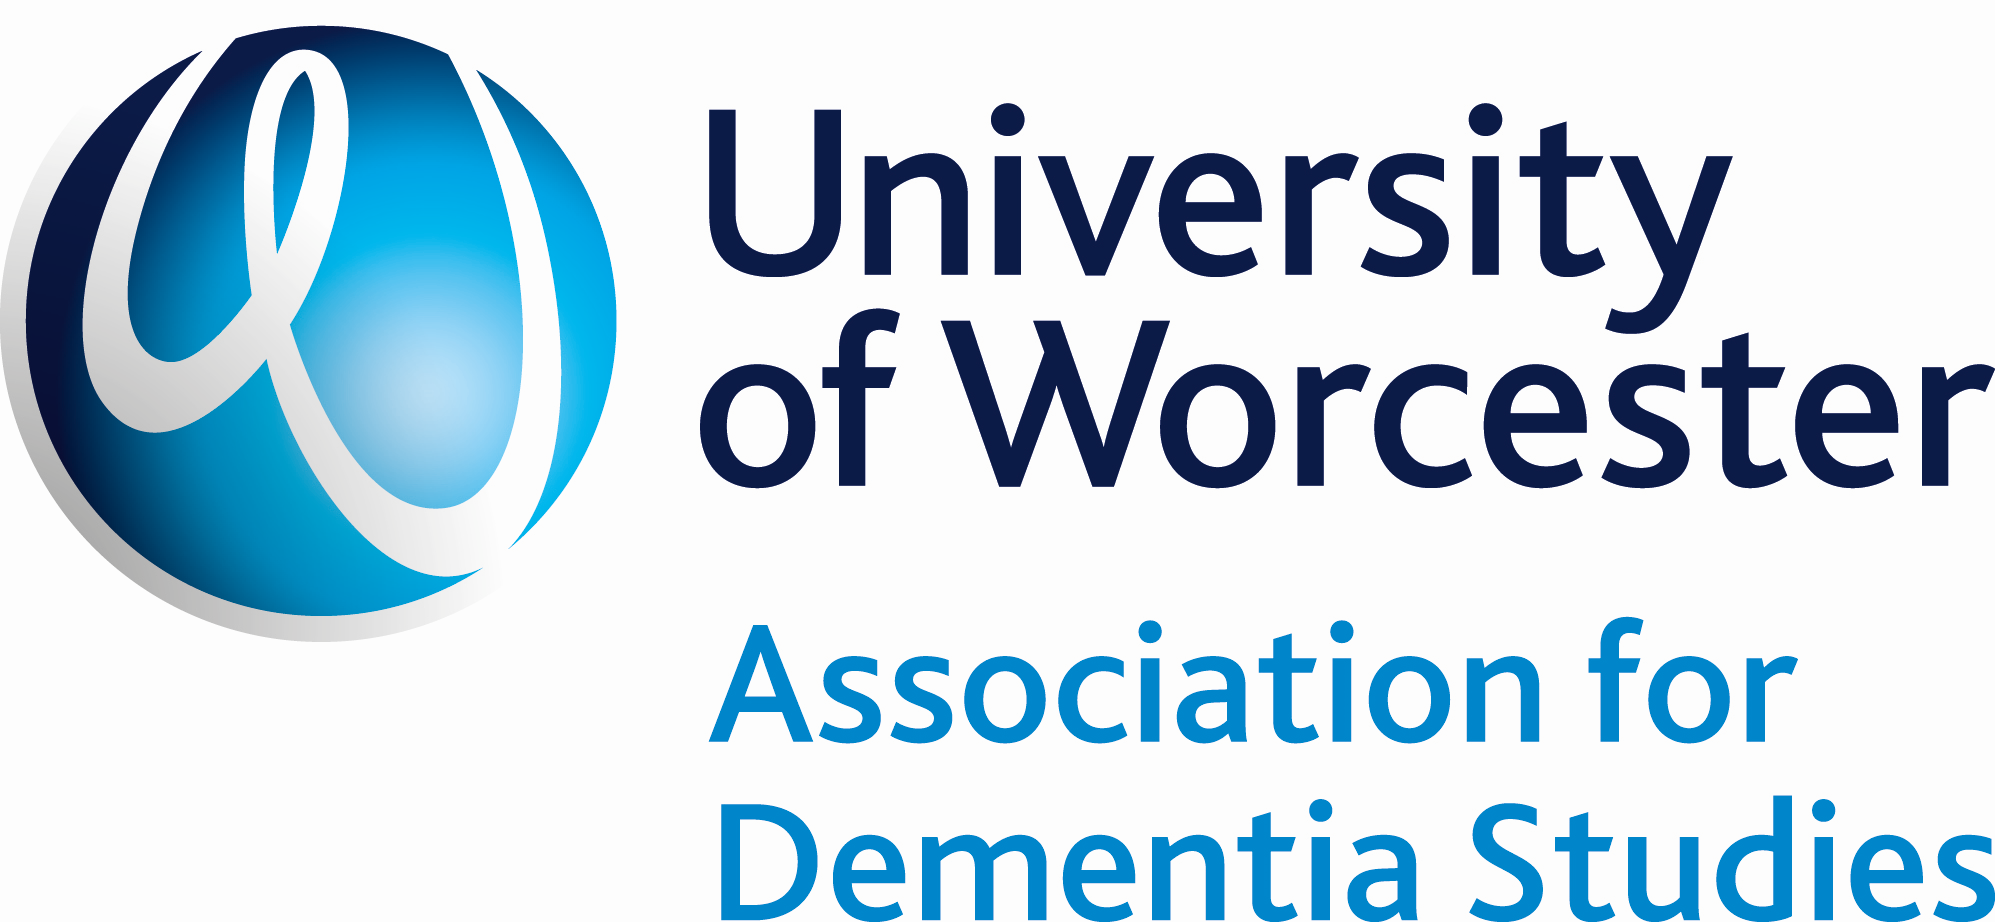 University
of Worcester
Association for
Dementia Studies